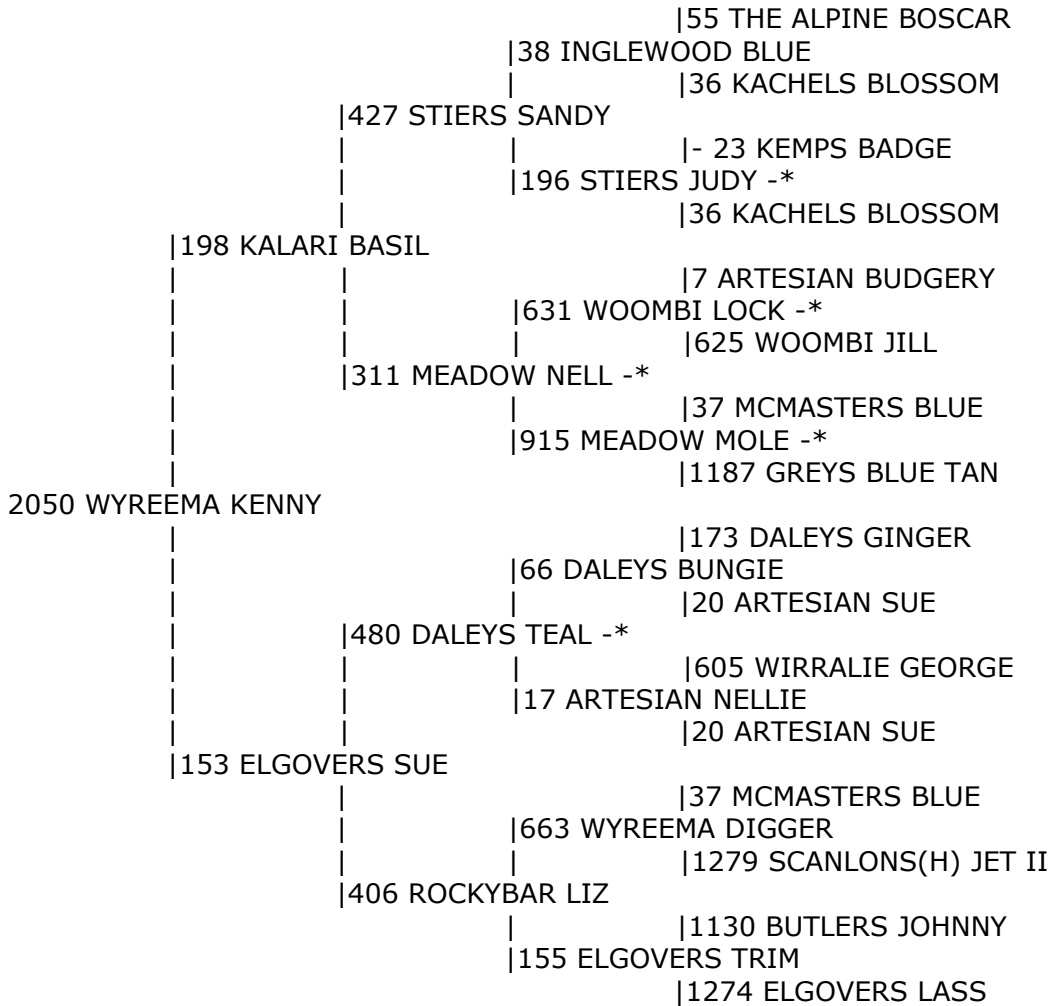 |55 THE ALPINE BOSCAR
|38 INGLEWOOD BLUE
| |36 KACHELS BLOSSOM
|427 STIERS SANDY
| | |- 23 KEMPS BADGE
| |196 STIERS JUDY -*
| |36 KACHELS BLOSSOM
|198 KALARI BASIL
| | |7 ARTESIAN BUDGERY
| | |631 WOOMBI LOCK -*
| | | |625 WOOMBI JILL
| |311 MEADOW NELL -*
| | |37 MCMASTERS BLUE
| |915 MEADOW MOLE -*
| |1187 GREYS BLUE TAN
2050 WYREEMA KENNY
| |173 DALEYS GINGER
| |66 DALEYS BUNGIE
| | |20 ARTESIAN SUE
| |480 DALEYS TEAL -*
| | | |605 WIRRALIE GEORGE
| | |17 ARTESIAN NELLIE
| | |20 ARTESIAN SUE
|153 ELGOVERS SUE
| |37 MCMASTERS BLUE
| |663 WYREEMA DIGGER
| | |1279 SCANLONS(H) JET II
|406 ROCKYBAR LIZ
| |1130 BUTLERS JOHNNY
|155 ELGOVERS TRIM
|1274 ELGOVERS LASS